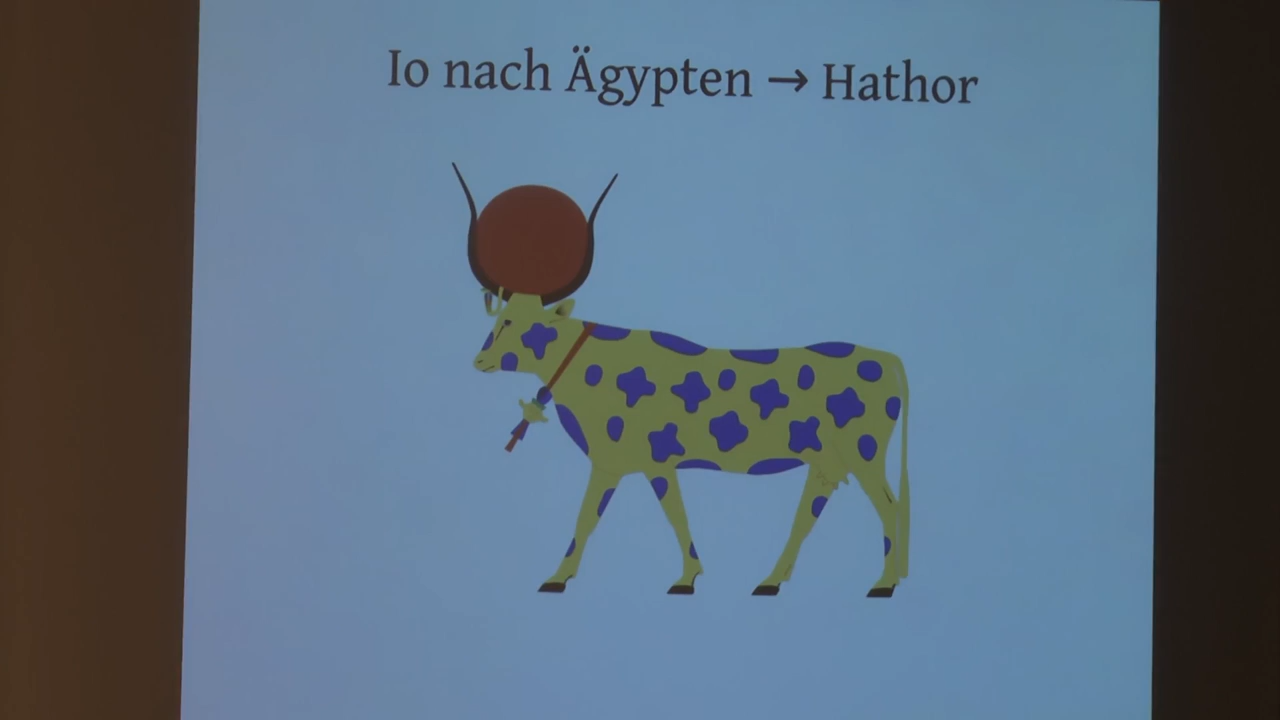 Io nach Ägypten → Hathor